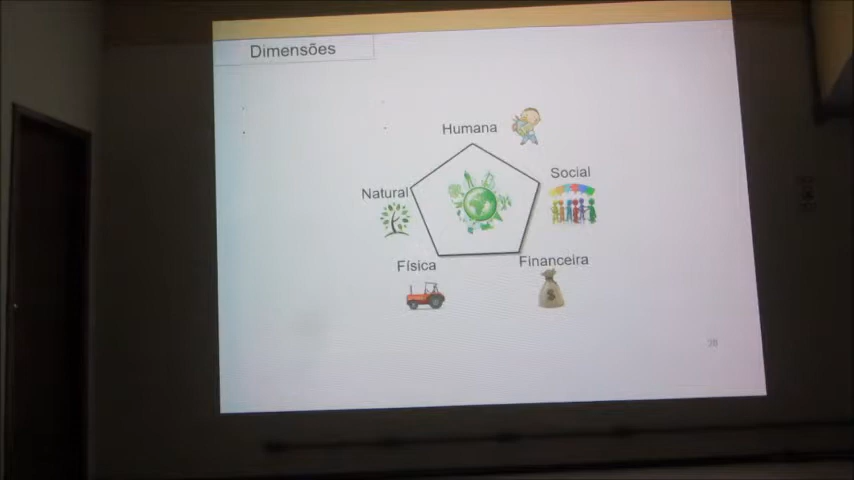 Dimensões
Humana
Social
Natural
Física
Financeira
$